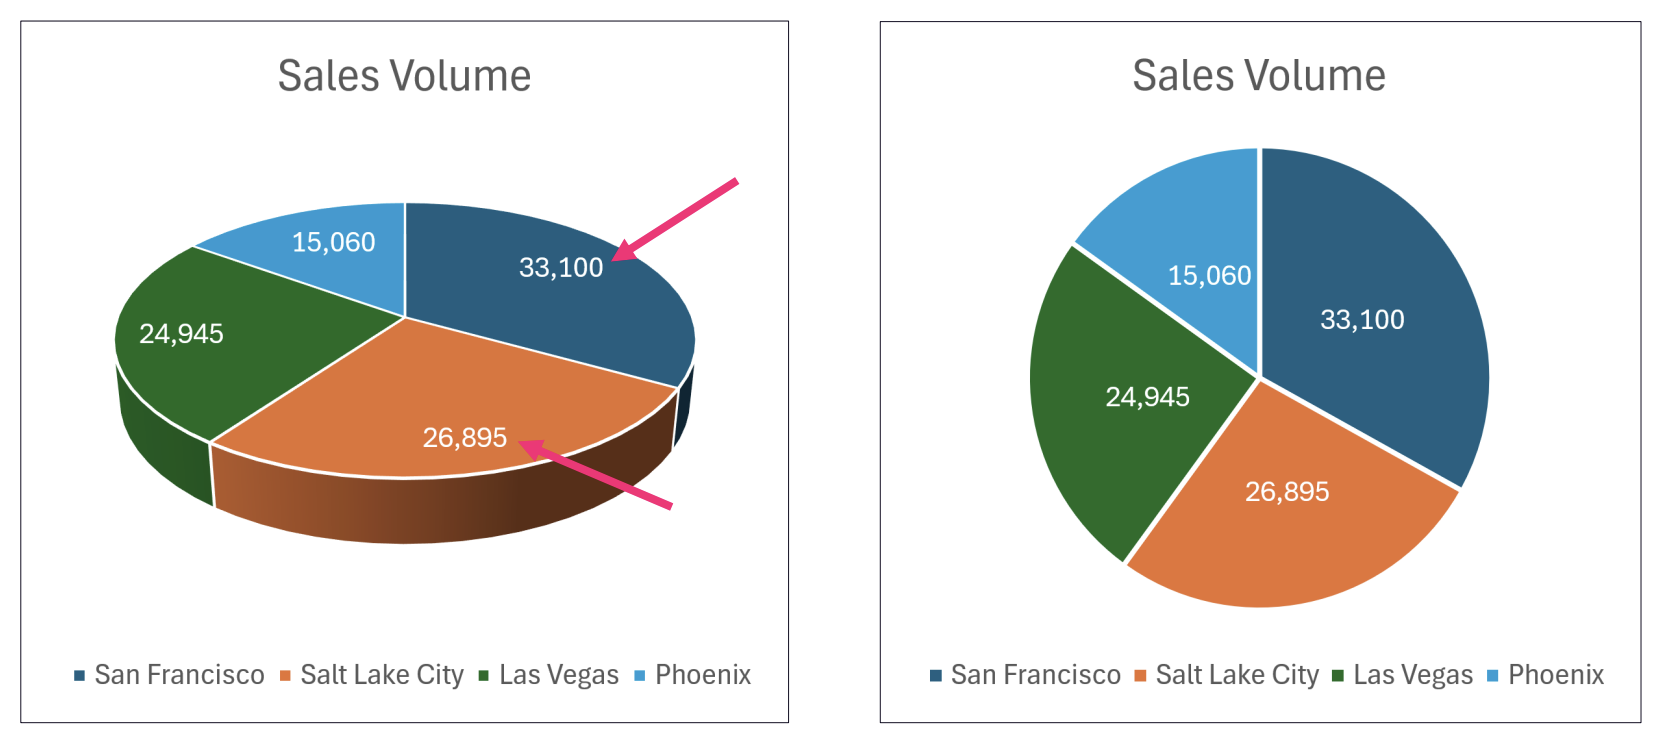 Sales Volume
15,060
33,100
24,945
26,895
San Francisco Salt Lake City Las Vegas Phoenix
Sales Volume
15,060
33,100
24,945
26,895
San Francisco Salt Lake City Las Vegas Phoenix